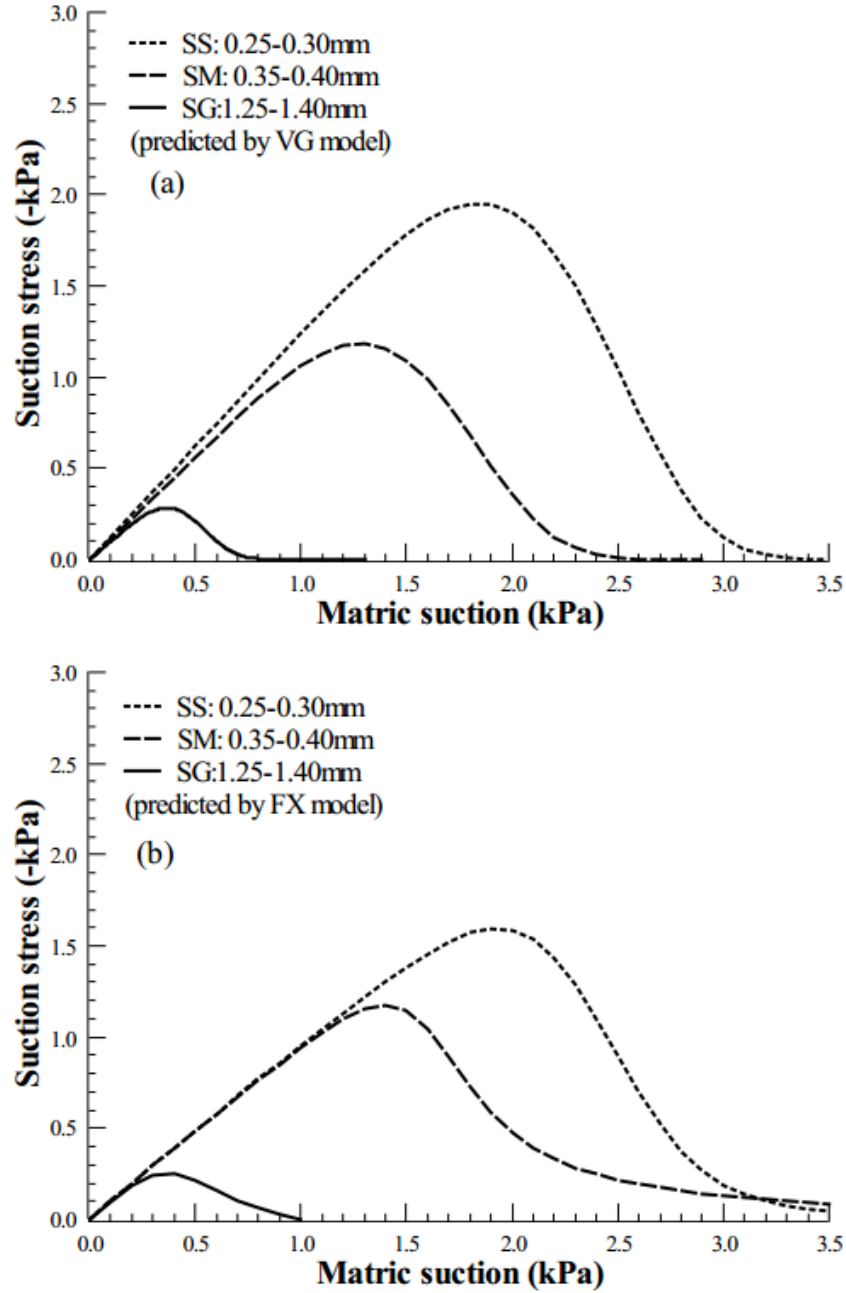 3.0
SS: 0.25-0.30mm
SM: 0.35-0.40mm
SG:1.25-1.40mm
(predicted by VG model)
(a)
2.5
2.0
1.5
1.0
0.5
0.0
Suction stress (-kPa)
0.0 0.5 1.0 1.5 2.0 2.5 3.0 3.5
Matric suction (kPa)
3.0
SS: 0.25-0.30mm
SM: 0.35-0.40mm
SG:1.25-1.40mm
(predicted by FX model)
(b)
2.5
2.0
1.5
1.0
0.5
0.0
Suction stress (-kPa)
0.0 0.5 1.0 1.5 2.0 2.5 3.0 3.5
Matric suction (kPa)